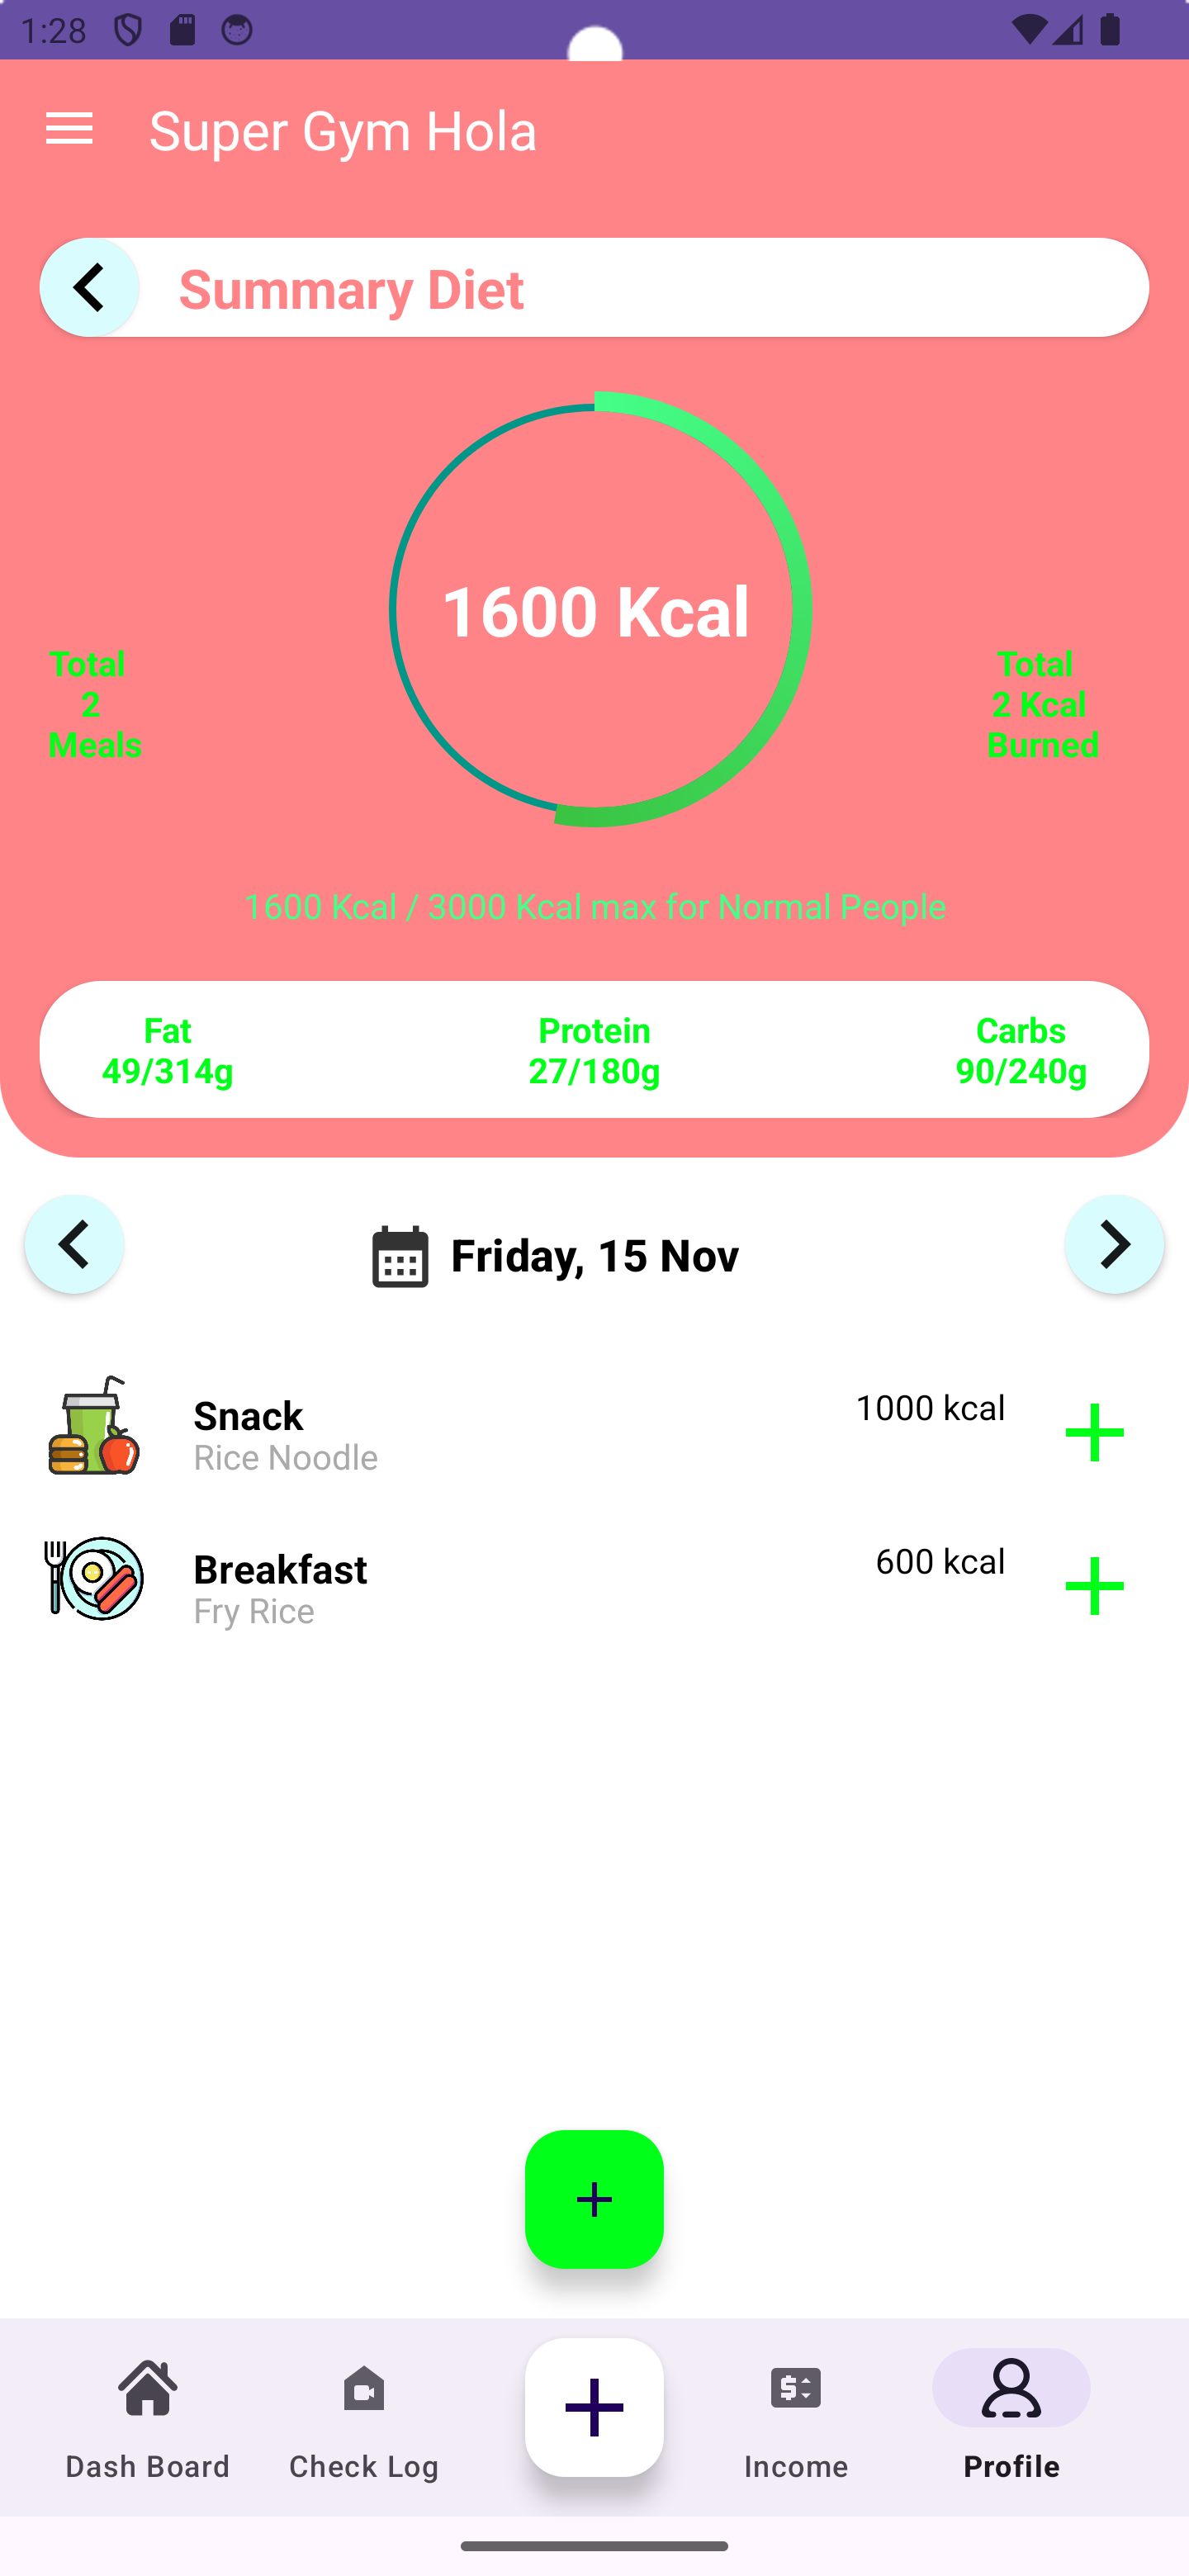 1:28
Super Gym Hola
Summary Diet
1600 Kcal
Total
2
Meals
Total
2 Kcal
Burned
1600 Kcal / 3000 Kcal max for Normal People
Fat
49/314g
Protein
27/180g
Carbs
90/240g
Friday, 15 Nov
Snack
Rice Noodle
1000 kcal
Breakfast
Fry Rice
600 kcal
Dash Board
Check Log
Income
Profile